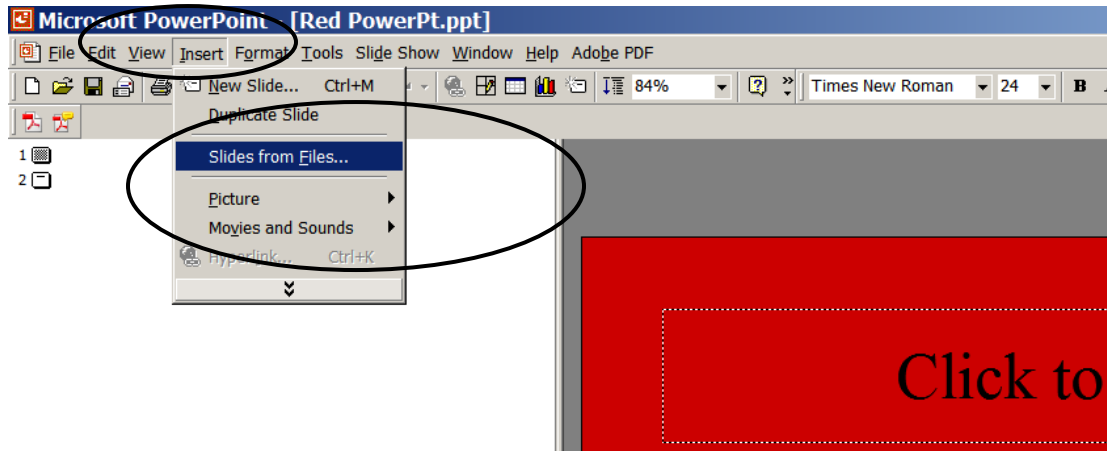 Microsoft PowerPoint - [Red PowerPt.ppt]
File Edit View Insert Format Tools Slide Show Window Help Adobe PDF
New Slide... Ctrl+M
84%
Times New Roman 24 B
Duplicate Slide
1
Slides from Files...
2
Picture
Movies and Sounds
Hyperlink... Ctrl+K
Click to